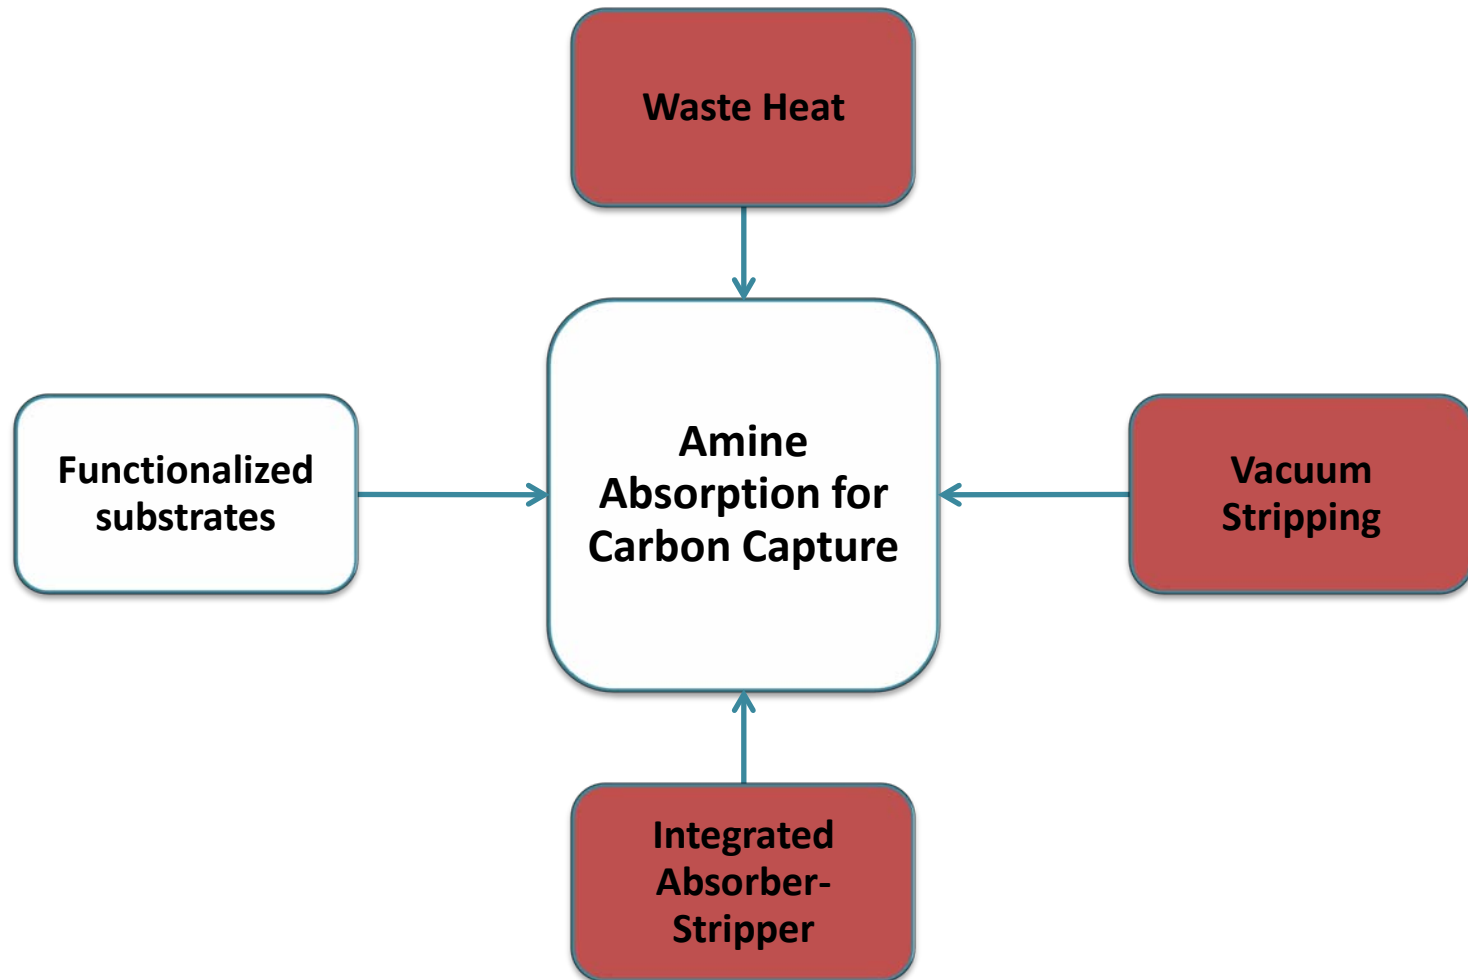 Waste Heat
Functionalized
substrates
Amine
Absorption for
Carbon Capture
Vacuum
Stripping
Integrated
Absorber-
Stripper